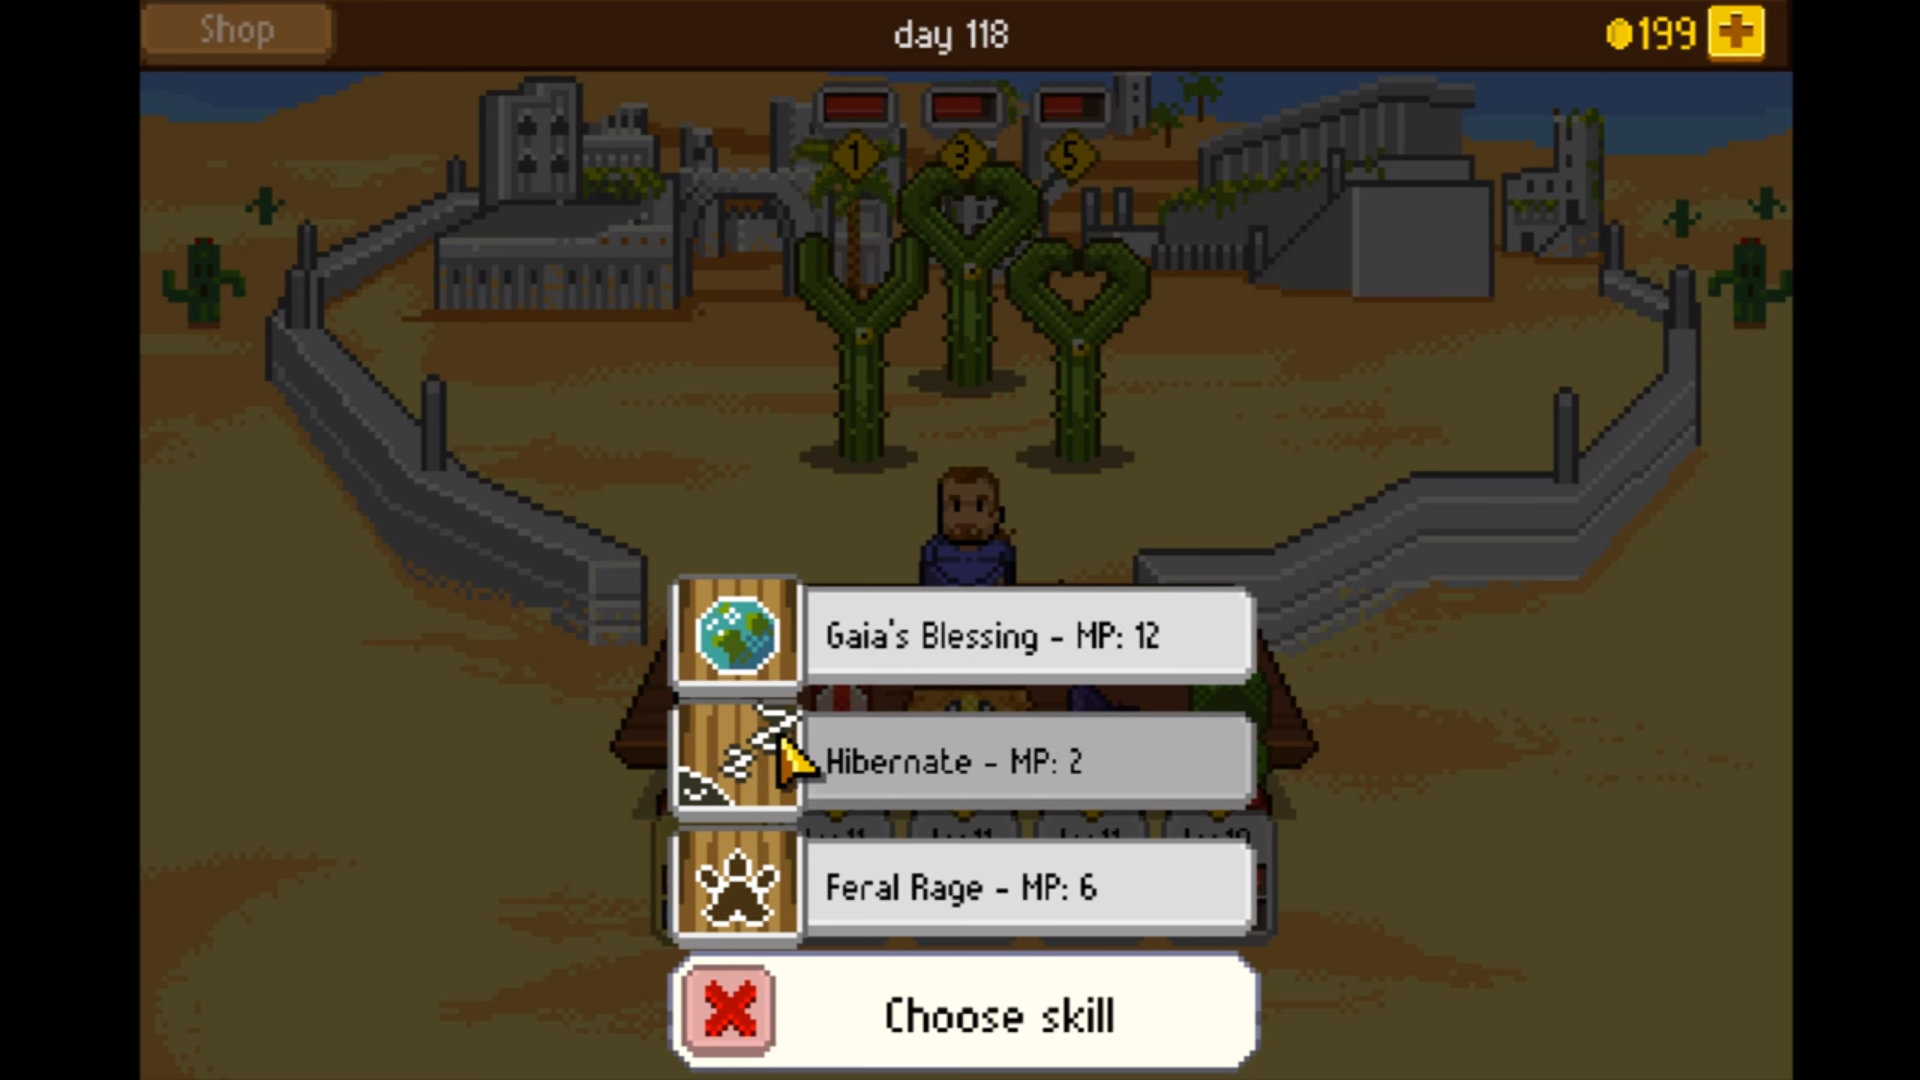 Shop
day 118
199
1
3
5
Gaia's Blessing - MP: 12
Hibernate - MP: 2
Feral Rage - MP: 6
Choose skill